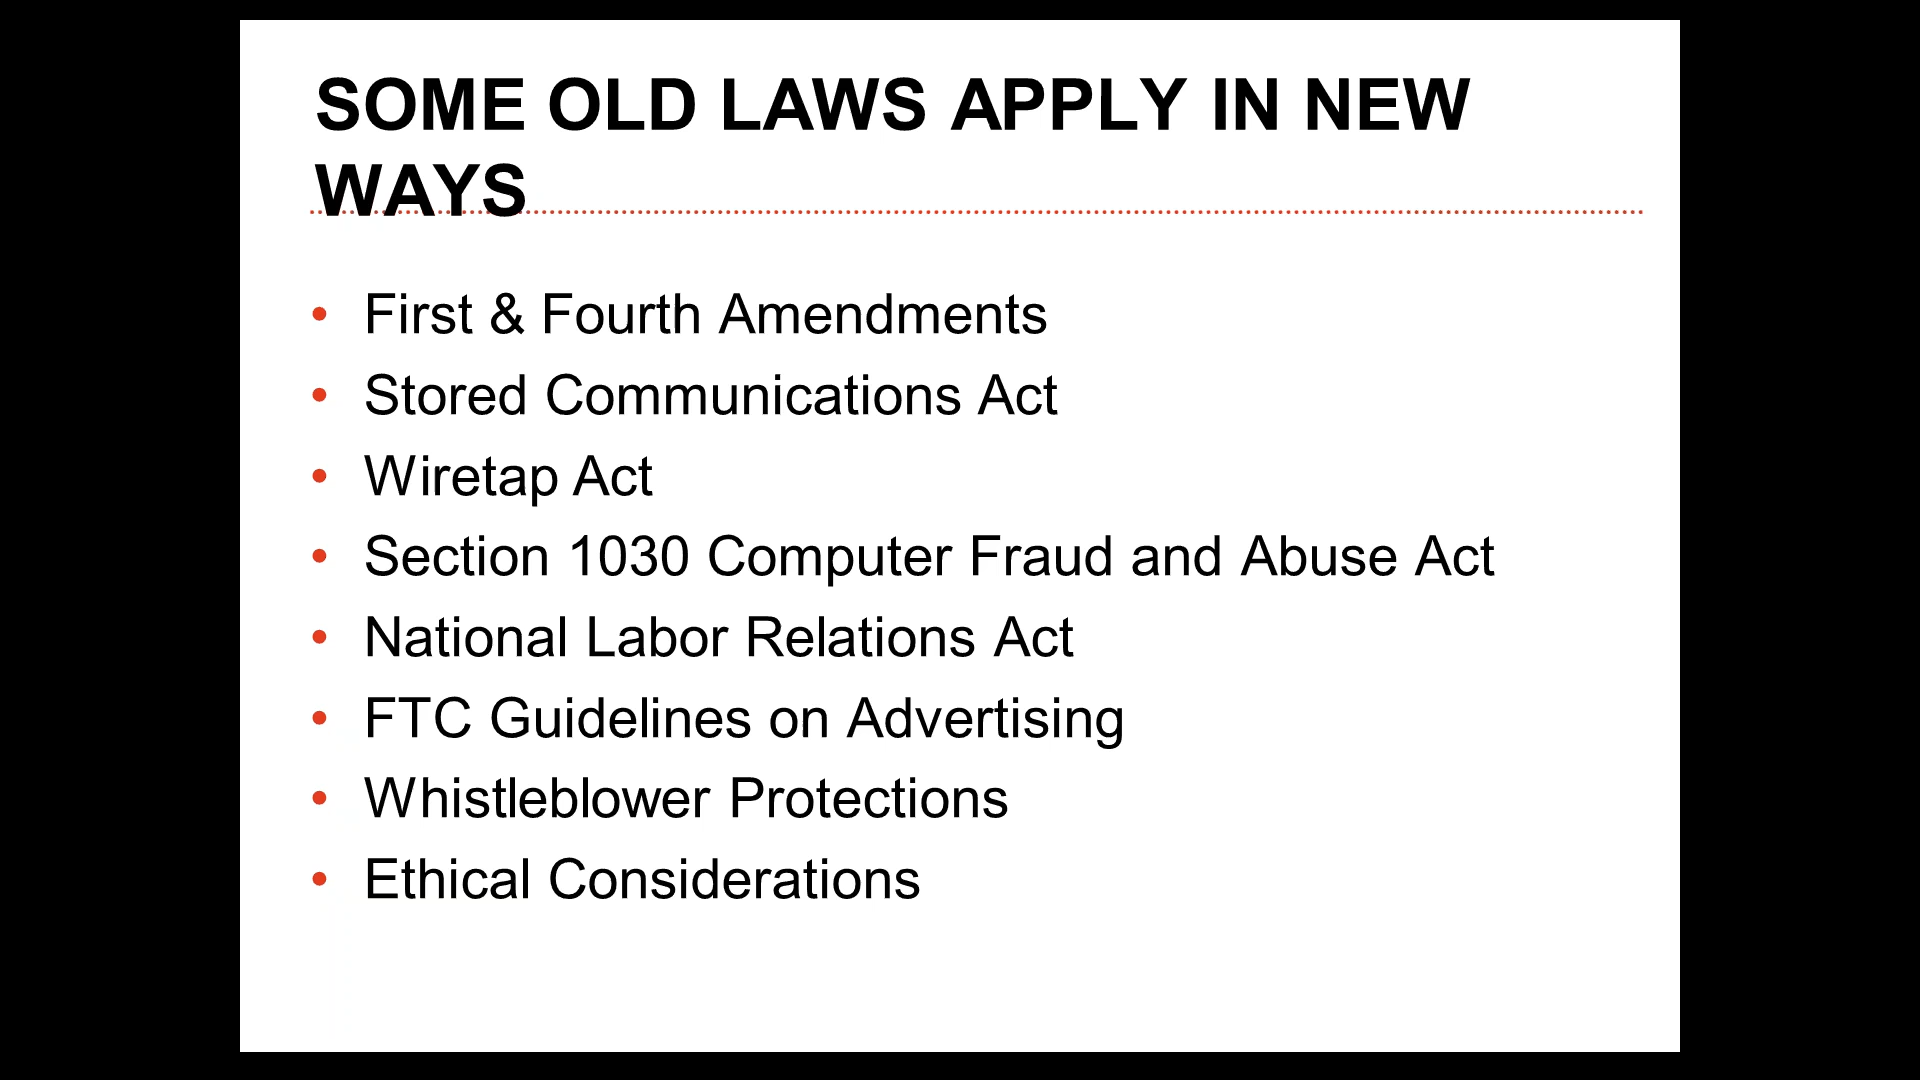 SOME OLD LAWS APPLY IN NEW
WAYS
• First & Fourth Amendments
• Stored Communications Act
• Wiretap Act
• Section 1030 Computer Fraud and Abuse Act
• National Labor Relations Act
• FTC Guidelines on Advertising
• Whistleblower Protections
• Ethical Considerations